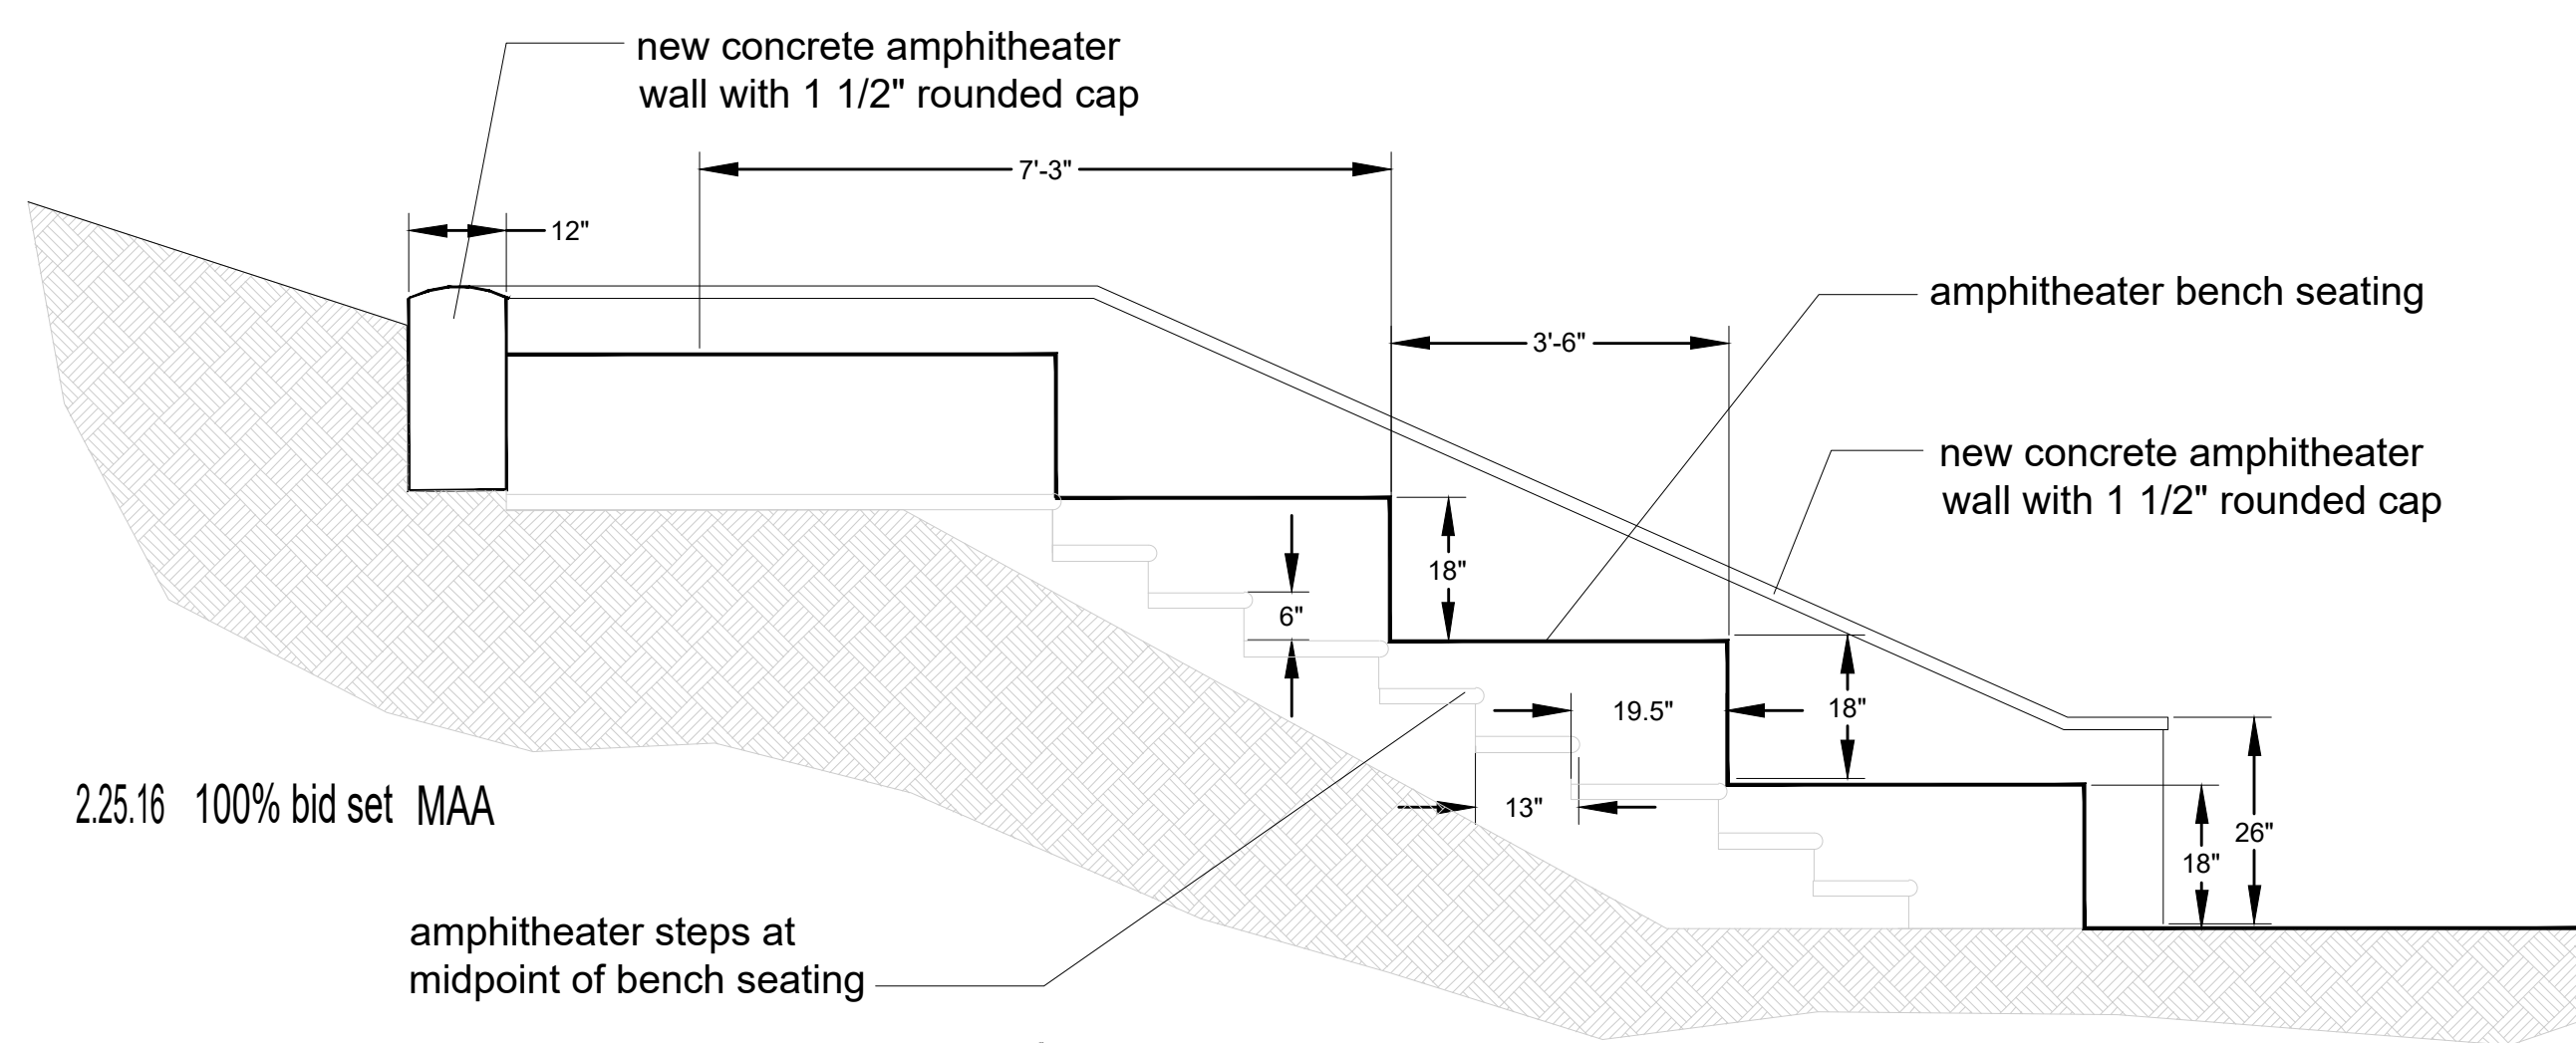 new concrete amphitheater
wall with 1 1/2" rounded cap
7'-3"
12"
amphitheater bench seating
3'-6"
new concrete amphitheater
wall with 1 1/2" rounded cap
18"
6"
19.5"
18"
13"
26"
18"
2.25.16 100% bid set MAA
amphitheater steps at
midpoint of bench seating